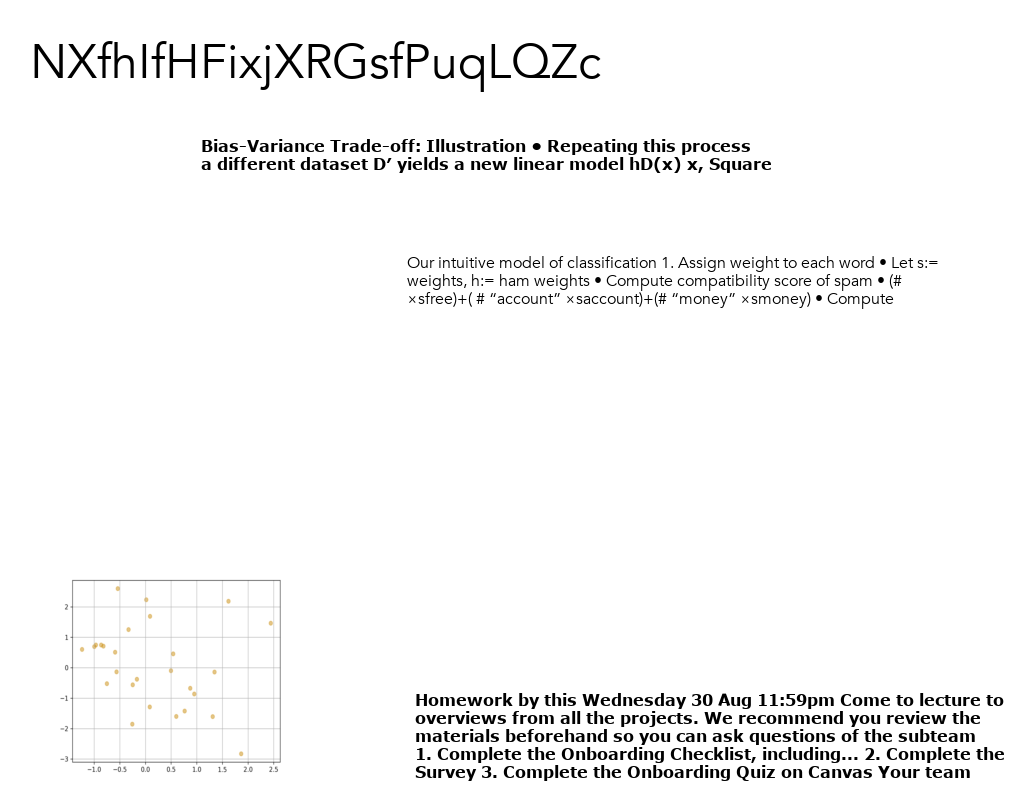 NXfhIfHFixjXRGsfPuqLQZc
Bias-Variance Trade-off: Illustration • Repeating this process
a different dataset D’ yields a new linear model hD(x) x, Square
Our intuitive model of classification 1. Assign weight to each word • Let s:=
weights, h:= ham weights • Compute compatibility score of spam • (#
×sfree)+( # “account” ×saccount)+(# “money” ×smoney) • Compute
2
1
0
−1
−2
−3
−1.0 −0.5 0.0 0.5 1.0 1.5 2.0 2.5
Homework by this Wednesday 30 Aug 11:59pm Come to lecture to
overviews from all the projects. We recommend you review the
materials beforehand so you can ask questions of the subteam
1. Complete the Onboarding Checklist, including... 2. Complete the
Survey 3. Complete the Onboarding Quiz on Canvas Your team